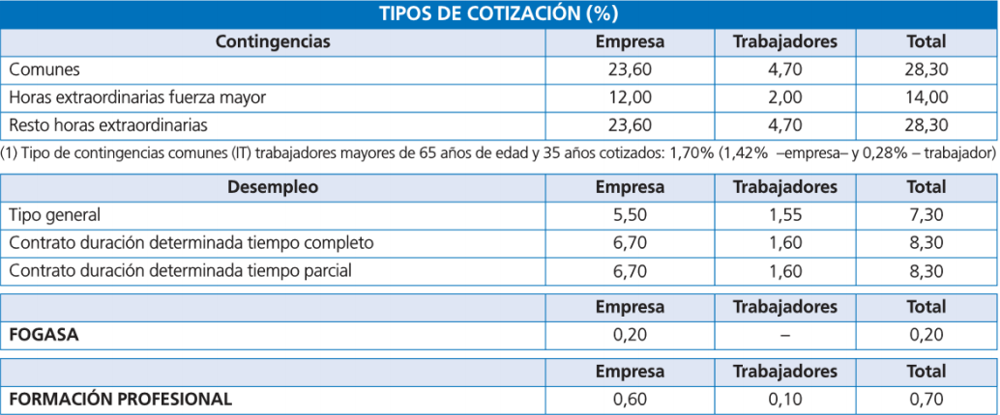 TIPOS DE COTIZACIÓN (%)
Contingencias Empresa Trabajadores Total
Comunes 23,60 4,70 28,30
Horas extraordinarias fuerza mayor 12,00 2,00 14,00
Resto horas extraordinarias 23,60 4,70 28,30
(1) Tipo de contingencias comunes (IT) trabajadores mayores de 65 años de edad y 35 años cotizados: 1,70% (1,42% –empresa– y 0,28% – trabajador)
Desempleo Empresa Trabajadores Total
Tipo general 5,50 1,55 7,30
Contrato duración determinada tiempo completo 6,70 1,60 8,30
Contrato duración determinada tiempo parcial 6,70 1,60 8,30
Empresa Trabajadores Total
FOGASA 0,20 – 0,20
Empresa Trabajadores Total
FORMACIÓN PROFESIONAL 0,60 0,10 0,70